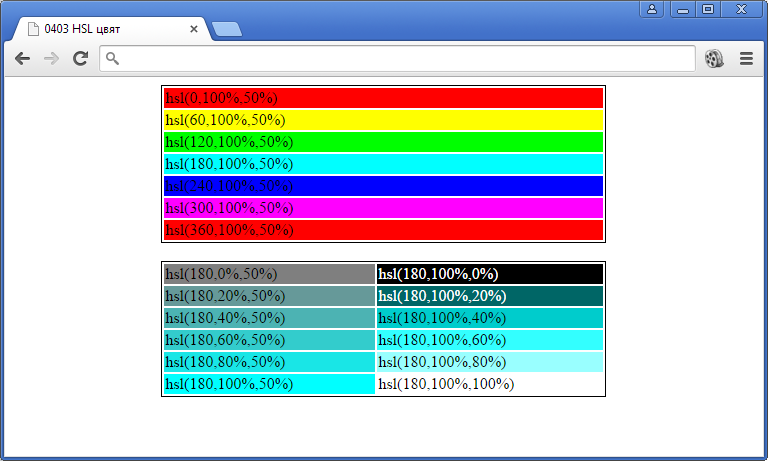 0403 HSL цвят
hsl(0,100%,50%)
hsl(60,100%,50%)
hsl(120,100%,50%)
hsl(180,100%,50%)
hsl(240,100%,50%)
hsl(300,100%,50%)
hsl(360,100%,50%)
hsl(180,0%,50%) hsl(180,100%,0%)
hsl(180,20%,50%) hsl(180,100%,20%)
hsl(180,40%,50%) hsl(180,100%,40%)
hsl(180,60%,50%) hsl(180,100%,60%)
hsl(180,80%,50%) hsl(180,100%,80%)
hsl(180,100%,50%) hsl(180,100%,100%)